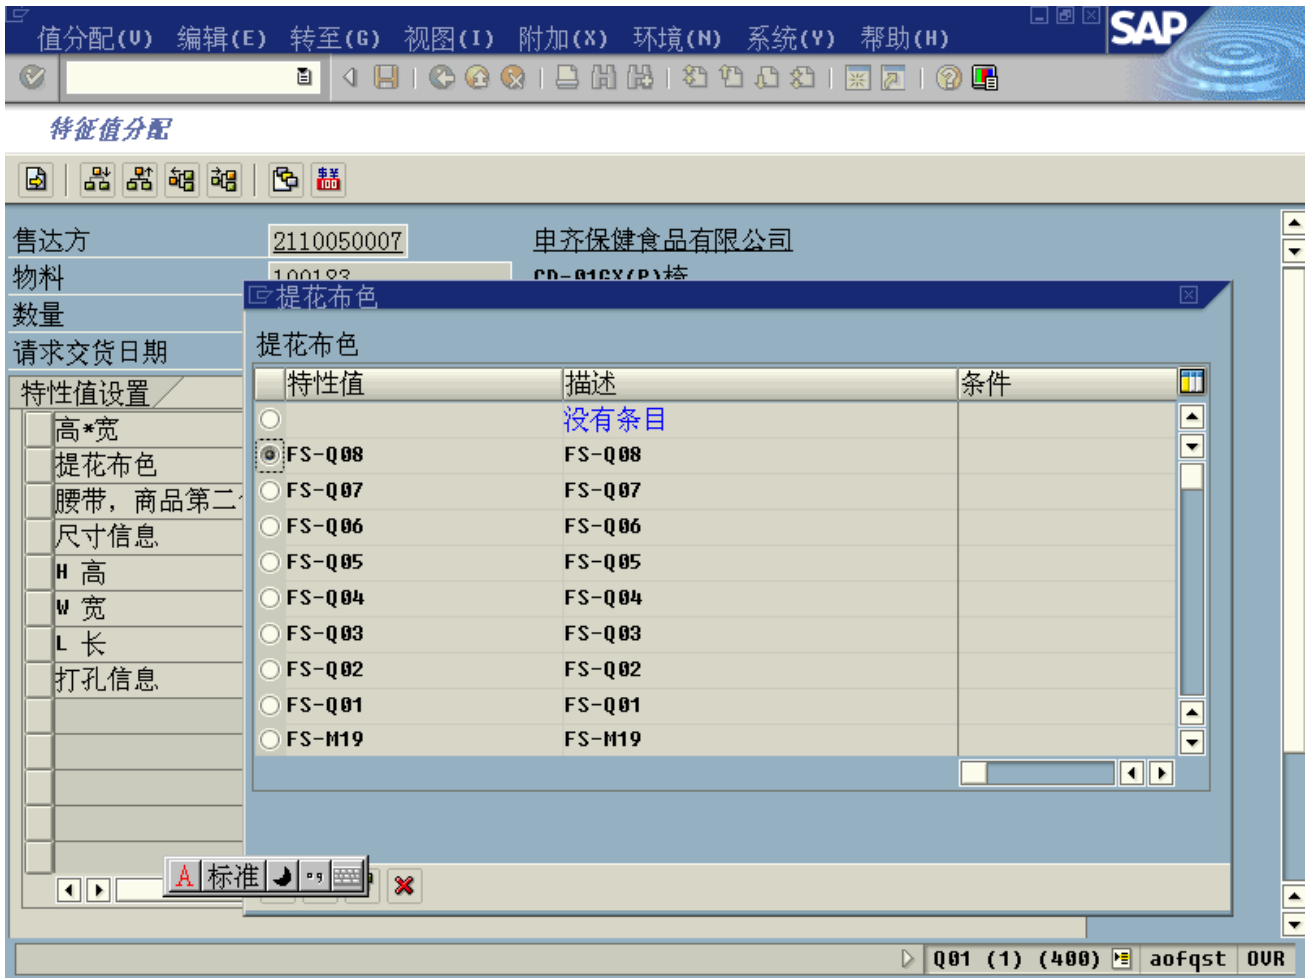 值分配(U) 编辑(E) 转至(G) 视图(I) 附加(X) 环境(N) 系统(Y) 帮助(H)
SAP
特征值分配
售达方 2110050007 申齐保健食品有限公司
物料 100183 CD-01GX(P)椅
数量
请求交货日期
特性值设置
高*宽
提花布色
腰带，商品第二
尺寸信息
H 高
W 宽
L 长
打孔信息
提花布色
提花布色
特性值 描述 条件
没有条目
FS-Q08 FS-Q08
FS-Q07 FS-Q07
FS-Q06 FS-Q06
FS-Q05 FS-Q05
FS-Q04 FS-Q04
FS-Q03 FS-Q03
FS-Q02 FS-Q02
FS-Q01 FS-Q01
FS-M19 FS-M19
A 标准
Q01 (1) (400) aofqst OVR